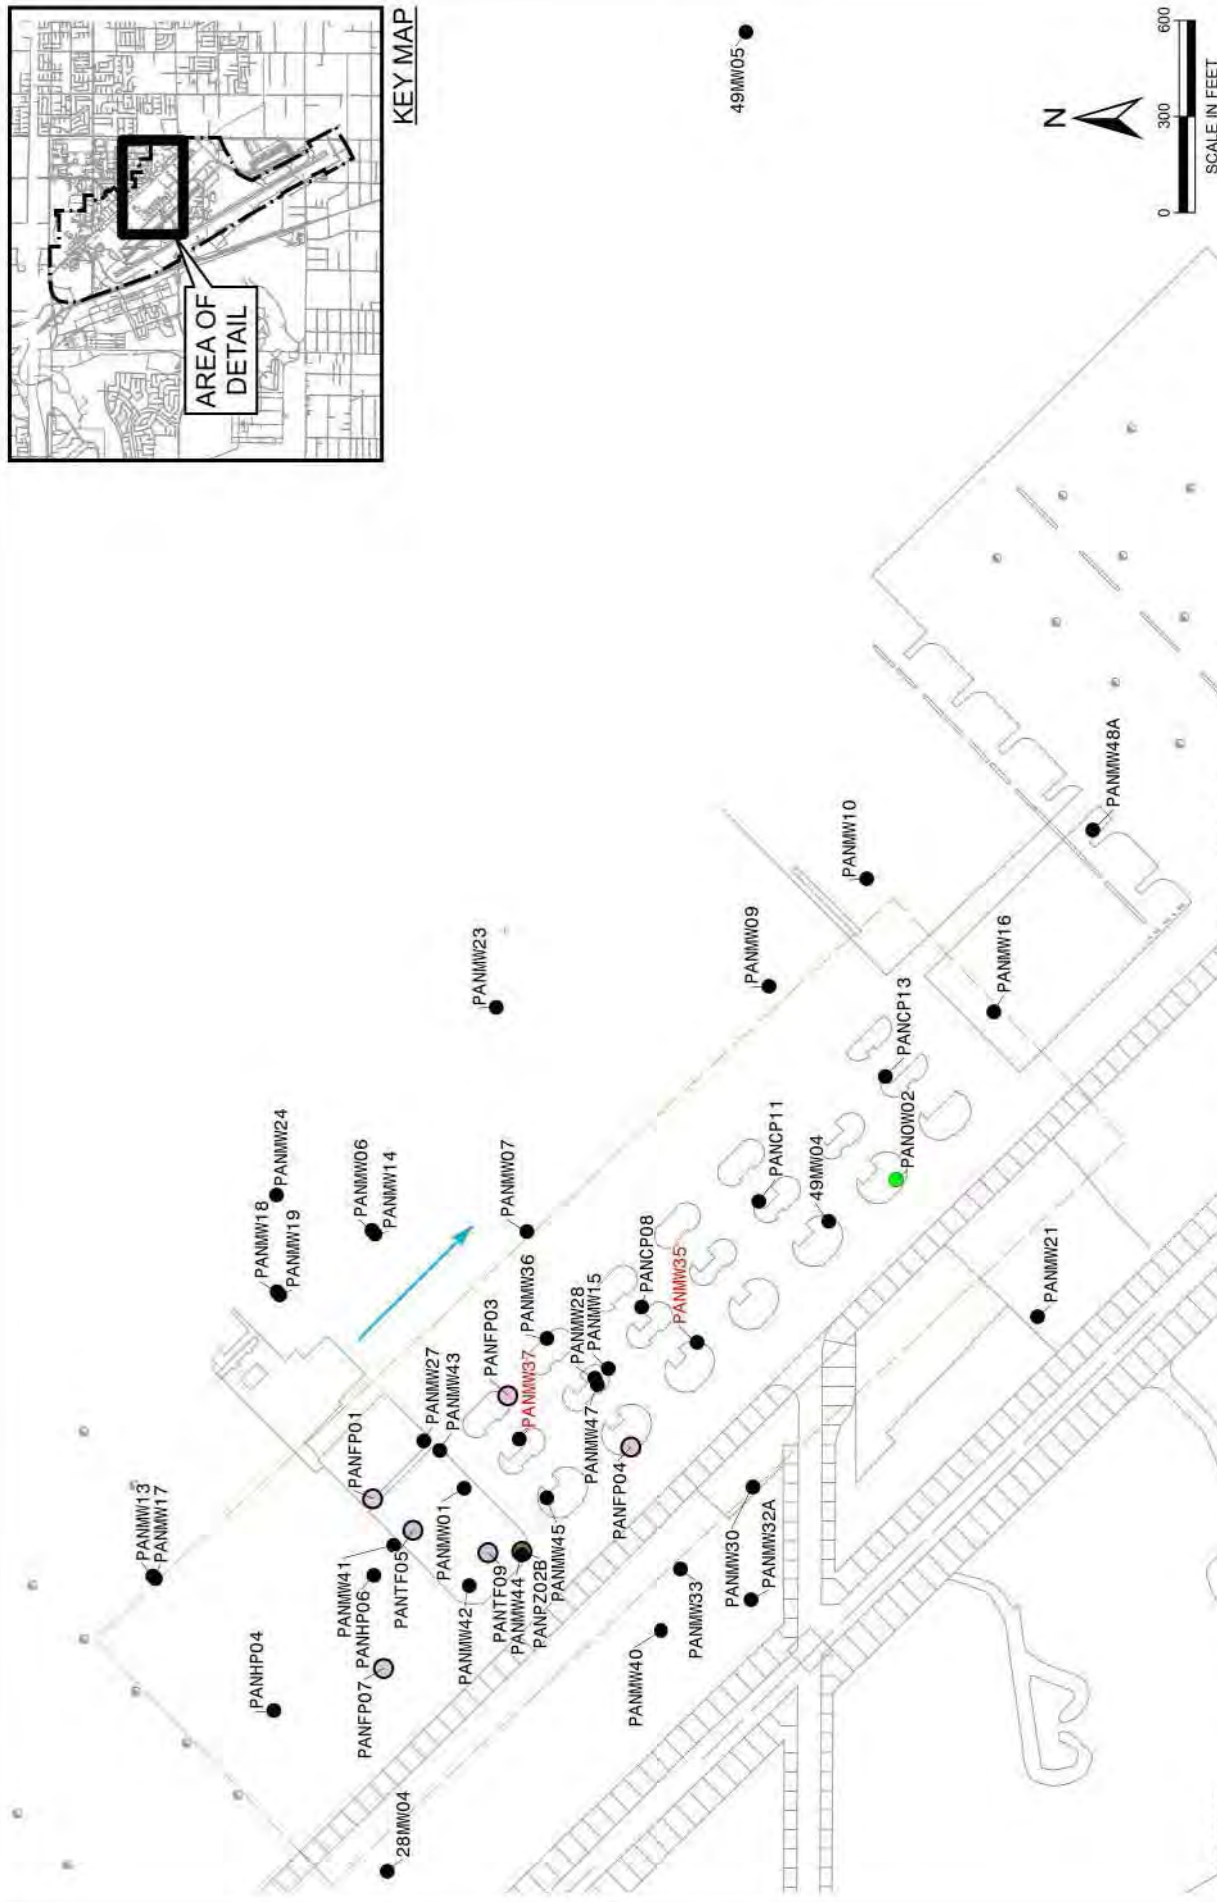 KEY MAP
AREA OF
DETAIL
49MW05
N
0
300
600
SCALE IN FEET
PANMW48A
PANMW10
PANMW09
PANMW16
PANMW23
PANCP13
PANOW02
PANCP11
49MW04
PANMW24
PANMW18
PANMW19
PANMW06
PANMW14
PANMW07
PANMW36
PANFP03
PANMW37
PANMW28
PANMW15
PANCP08
PANMW35
PANMW21
PANMW27
PANMW43
PANMW47
PANFP04
PANFP01
PANMW13
PANMW17
PANMW41
PANHP06
PANTF05
PANMW01
PANMW42
PANTF09
PANMW44
PANPZ02B
PANMW45
PANMW30
PANMW32A
PANMW33
PANMW40
PANFP07
PANHP04
28MW04